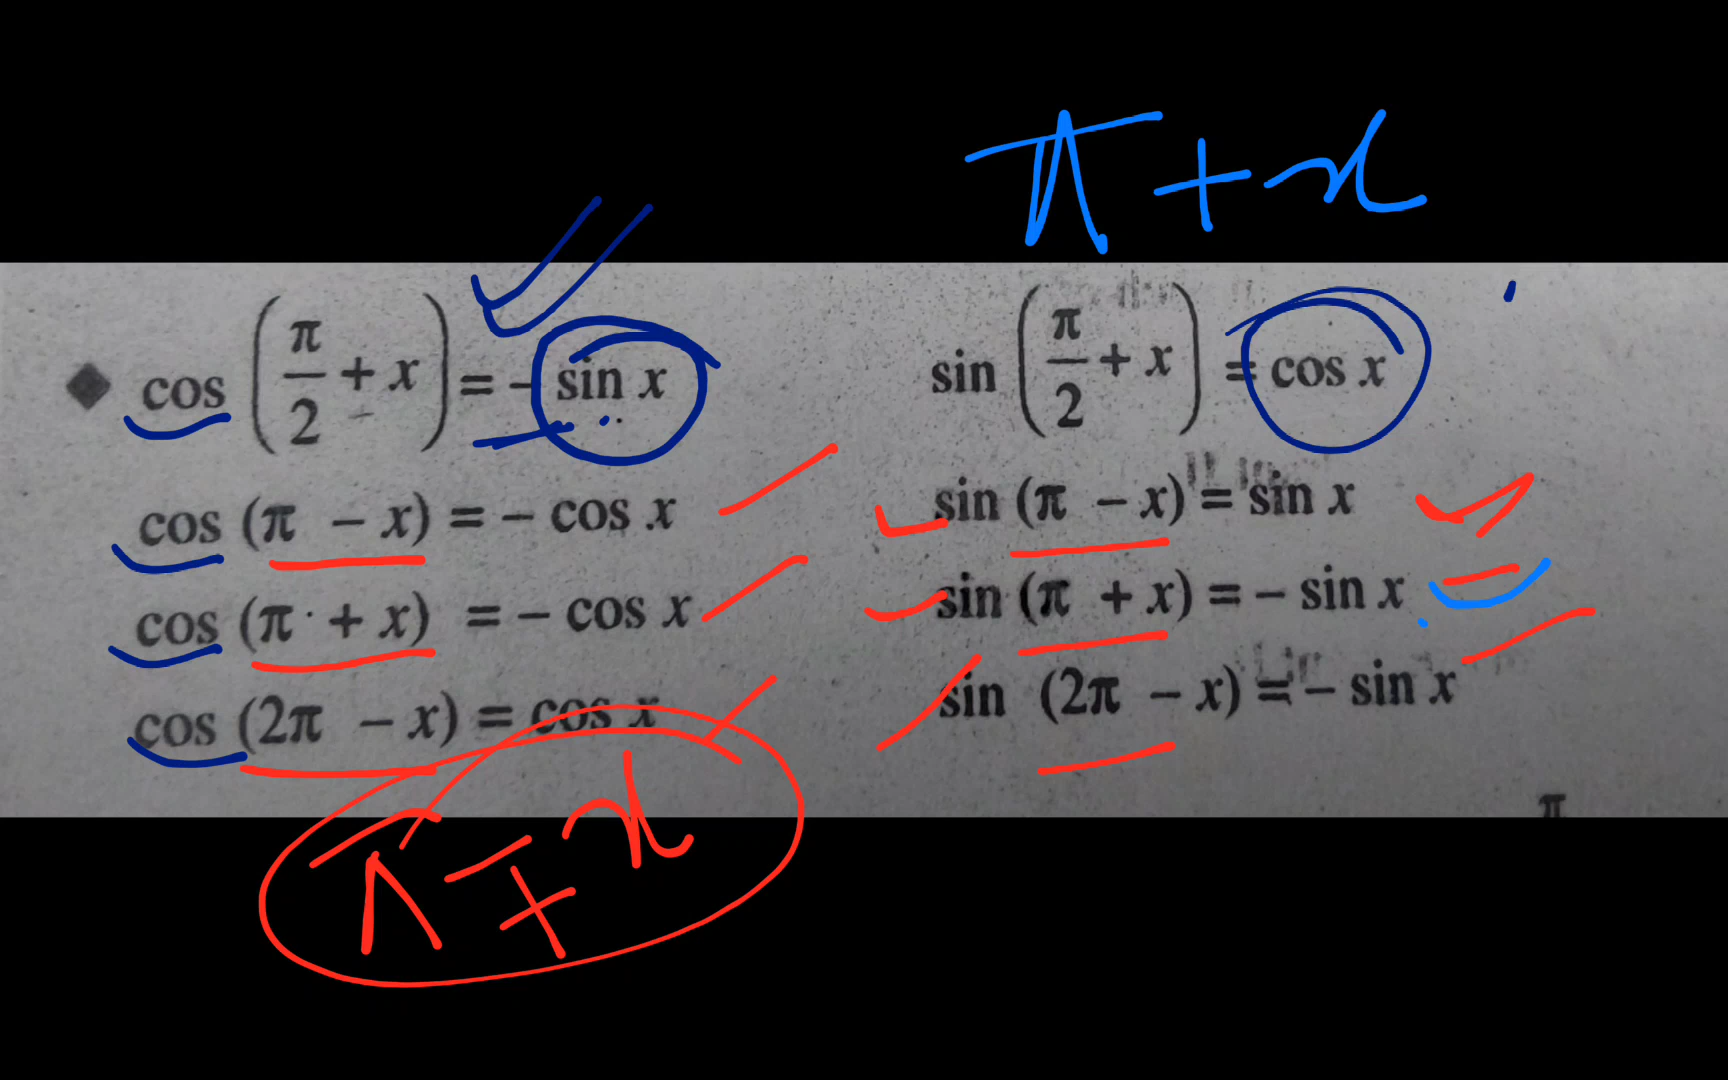 π + x
◆ cos (π/2 + x) = − sin x sin (π/2 + x) = cos x
cos (π − x) = − cos x sin (π − x) = sin x
cos (π + x) = − cos x sin (π + x) = − sin x
cos (2π − x) = cos x sin (2π − x) = − sin x
π
π ∓ x